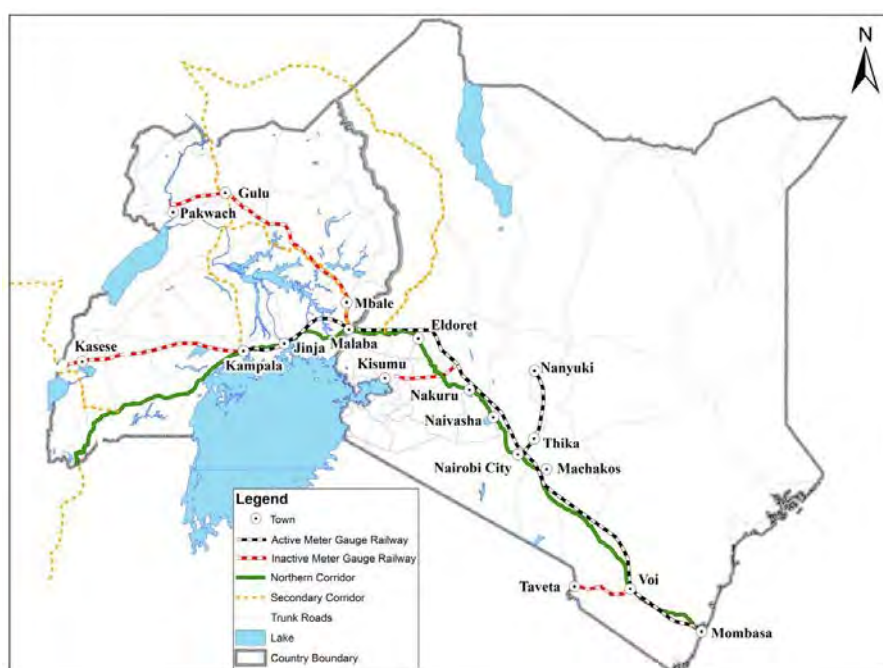 N
Gulu
Pakwach
Mbale
Eldoret
Kasese
Jinja
Malaba
Kampala
Kisumu
Nanyuki
Nakuru
Naivasha
Thika
Nairobi City
Machakos
Legend
Town
Active Meter Gauge Railway
Inactive Meter Gauge Railway
Northern Corridor
Secondary Corridor
Trunk Roads
Lake
Country Boundary
Taveta
Voi
Mombasa